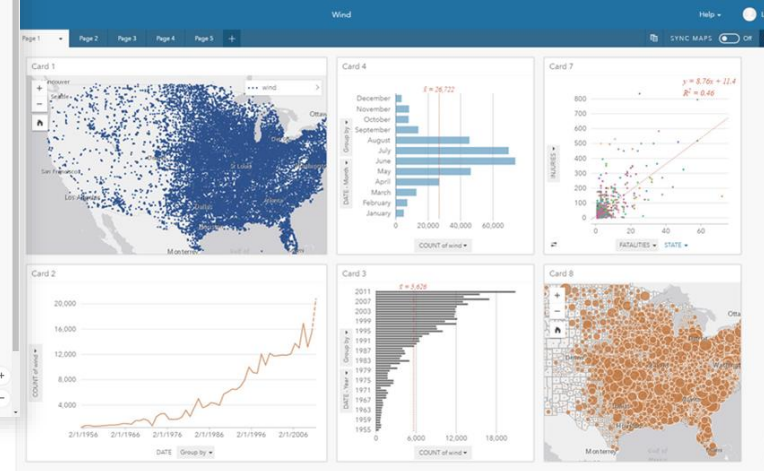 Wind
Help
Page 1
Page 2
Page 3
Page 4
Page 5
+
SYNC MAPS
Off
Card 1
+
−
wind
Seattle
San Francisco
Los Angeles
St Louis
Dallas
Atlanta
Ottawa
Monterrey
Card 4
x̄ = 26,722
December
November
October
September
August
July
June
May
April
March
February
January
DATE - Month
Group by
0
20,000
40,000
60,000
COUNT of wind
Card 7
y = 8.76x + 11.4
R² = 0.46
800
700
600
500
400
300
200
100
0
INJURIES
0
20
40
60
FATALITIES
STATE
Card 2
20,000
16,000
12,000
8,000
4,000
COUNT of wind
2/1/1956
2/1/1966
2/1/1976
2/1/1986
2/1/1996
2/1/2006
DATE
Group by
Card 3
x̄ = 5,626
2011
2007
2003
1999
1995
1991
1987
1983
1979
1975
1971
1967
1963
1959
1955
DATE - Year
Group by
0
6,000
12,000
18,000
COUNT of wind
Card 8
+
−
Otta
Monterrey
Miami